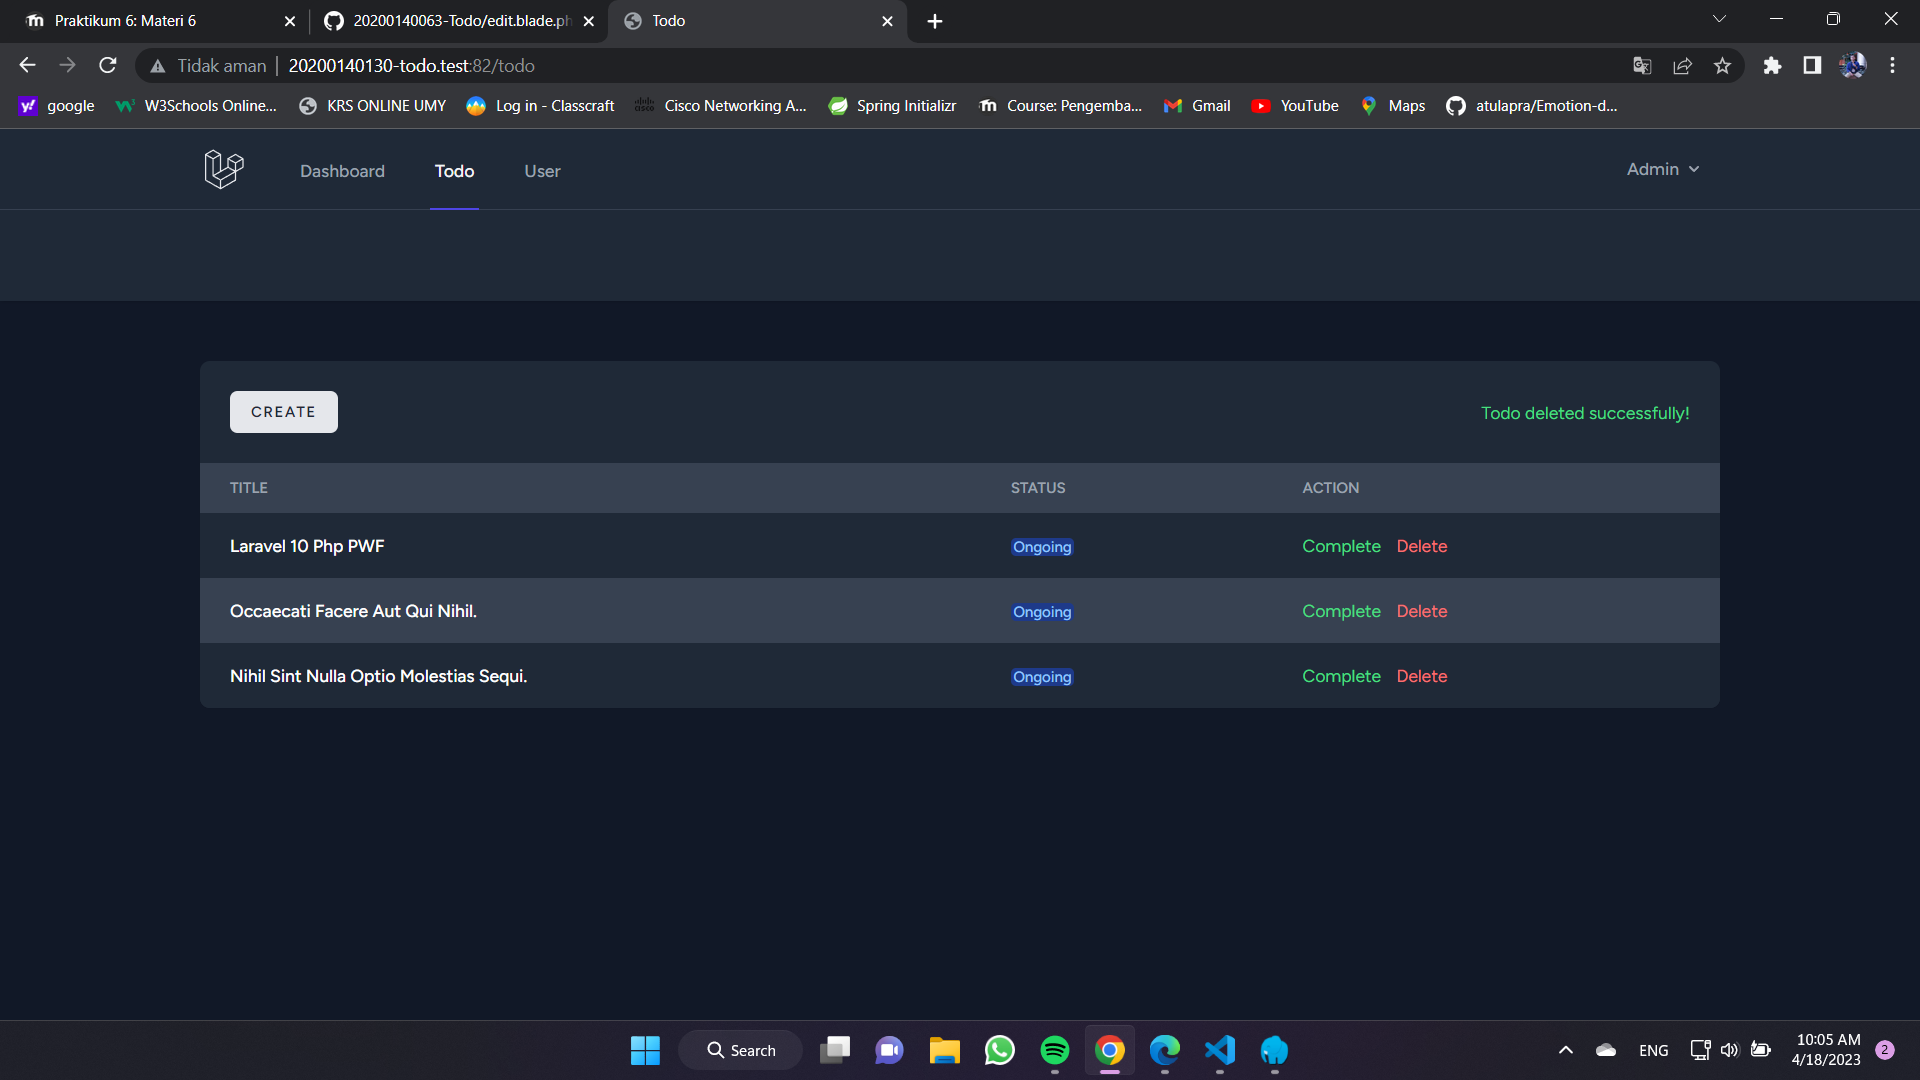 Praktikum 6: Materi 6
20200140063-Todo/edit.blade.ph
Todo
Tidak aman
20200140130-todo.test:82/todo
google
W3Schools Online...
KRS ONLINE UMY
Log in - Classcraft
Cisco Networking A...
Spring Initializr
Course: Pengemba...
Gmail
YouTube
Maps
atulapra/Emotion-d...
Dashboard
Todo
User
Admin
CREATE
Todo deleted successfully!
TITLE STATUS ACTION
Laravel 10 Php PWF Ongoing Complete Delete
Occaecati Facere Aut Qui Nihil. Ongoing Complete Delete
Nihil Sint Nulla Optio Molestias Sequi. Ongoing Complete Delete
Search
ENG
10:05 AM
4/18/2023
2